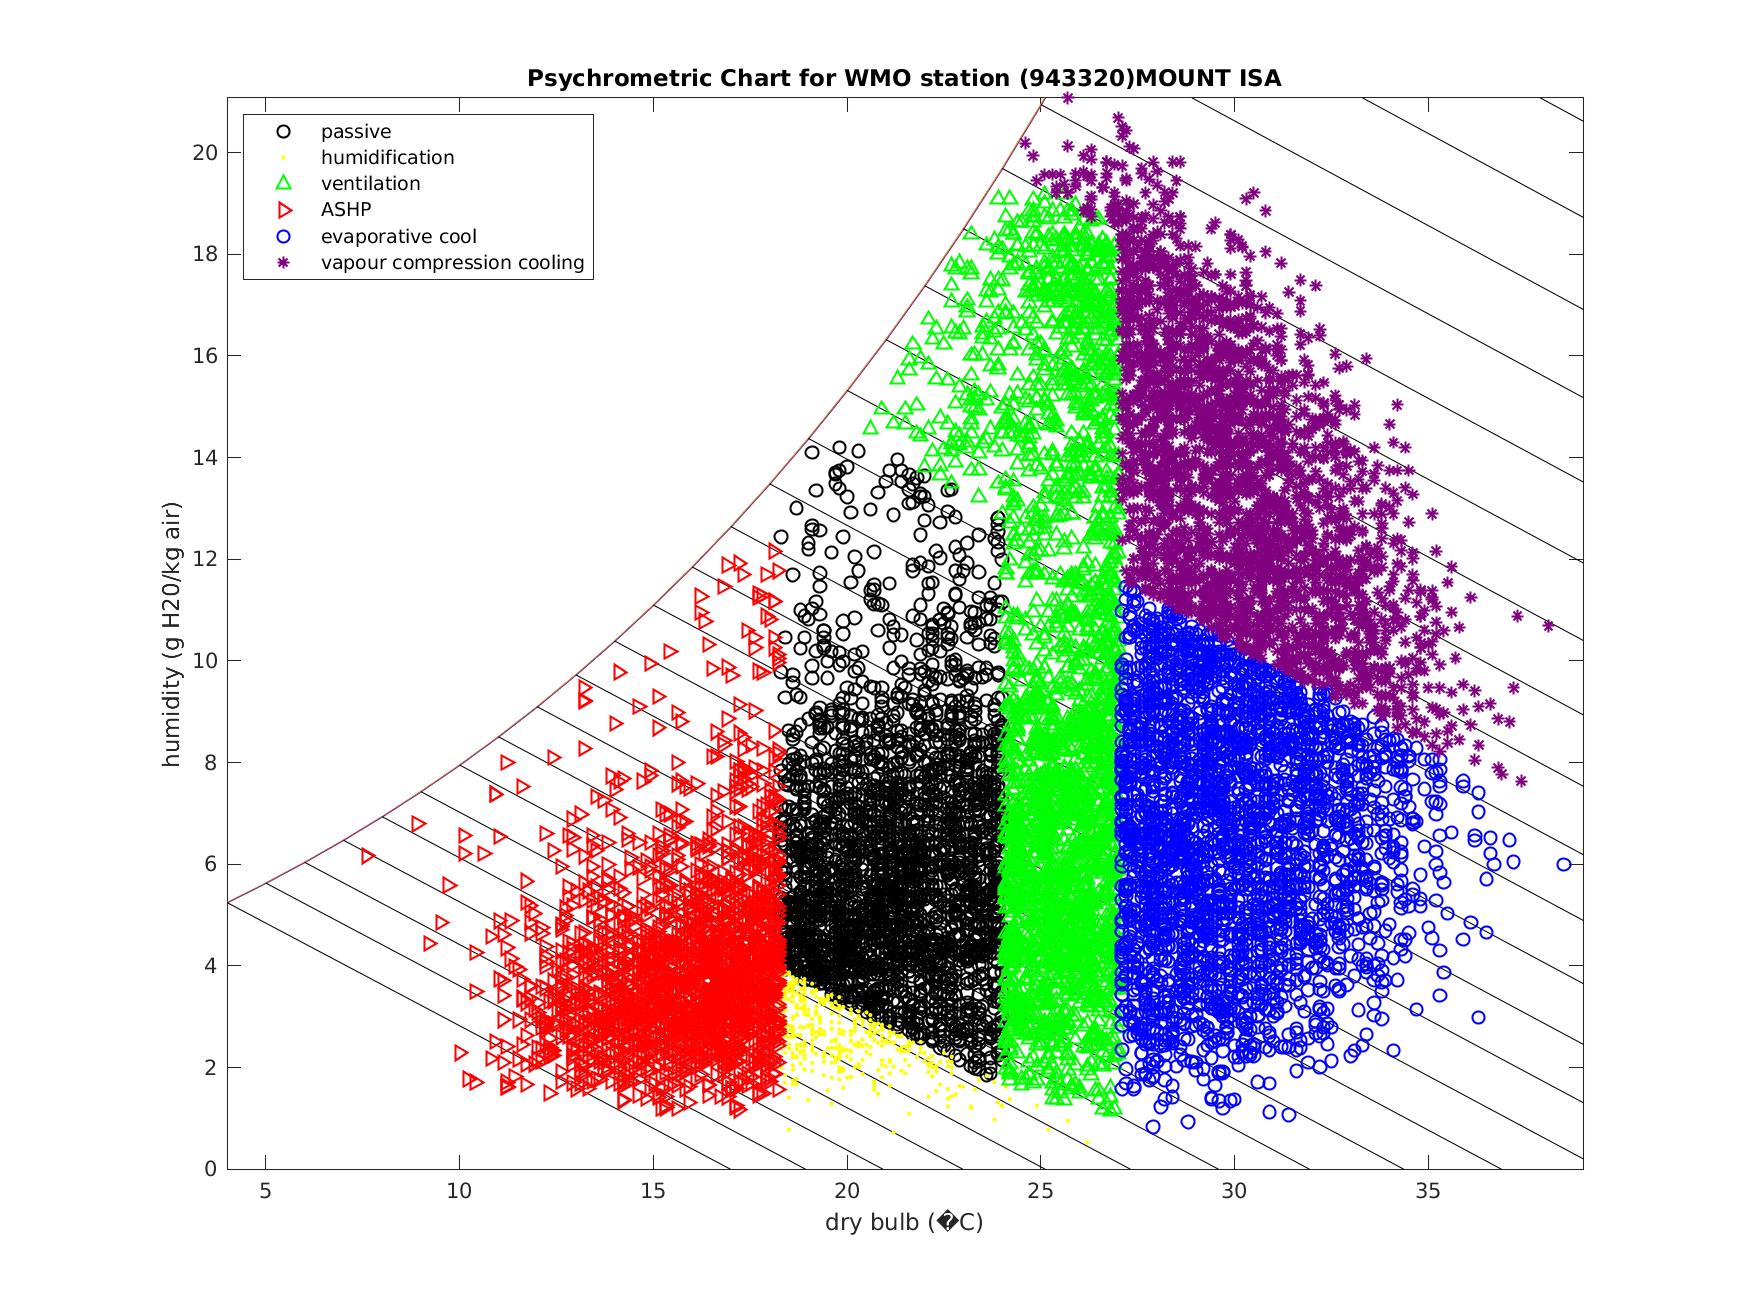 Psychrometric Chart for WMO station (943320)MOUNT ISA
passive
humidification
ventilation
ASHP
evaporative cool
vapour compression cooling
humidity (g H20/kg air)
20
18
16
14
12
10
8
6
4
2
0
5 10 15 20 25 30 35
dry bulb (�C)